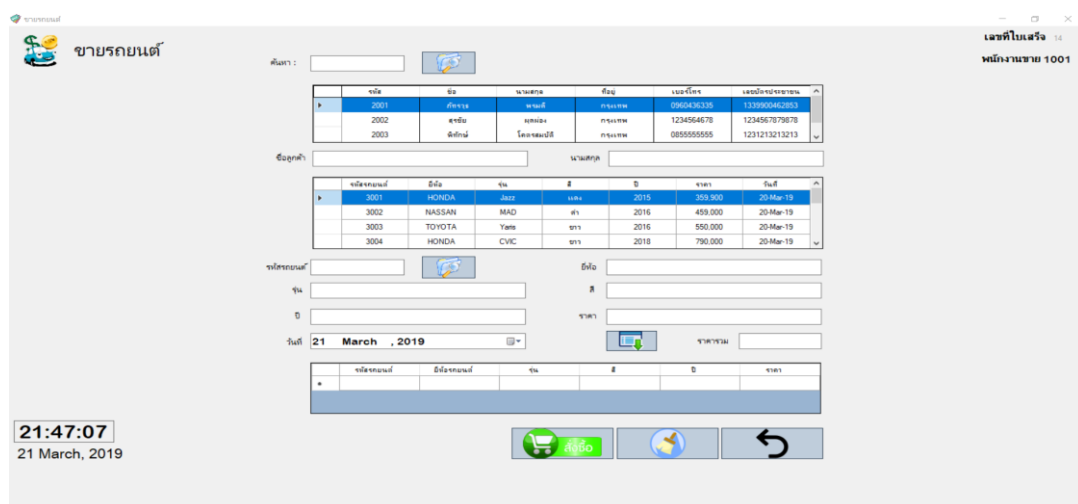 ขายรถยนต์
ขายรถยนต์
เลขที่ใบเสร็จ 14
พนักงานขาย 1001
ค้นหา :
รหัส ชื่อ นามสกุล ที่อยู่ เบอร์โทร เลขบัตรประชาชน
2001 ภัทรวุธ พรมดี กรุงเทพ 0960436335 1339900462853
2002 สุรชัย กรุงเทพ 1234564678 1234567879878
2003 พิทักษ์ โคตรสมบัติ กรุงเทพ 0855555555 1231213213213
ชื่อลูกค้า นามสกุล
รหัสรถยนต์ ยี่ห้อ รุ่น สี ปี ราคา วันที่
3001 HONDA Jazz แดง 2015 359,900 20-Mar-19
3002 NASSAN MAD ดำ 2016 459,000 20-Mar-19
3003 TOYOTA Yaris ขาว 2016 550,000 20-Mar-19
3004 HONDA CVIC ขาว 2018 790,000 20-Mar-19
รหัสรถยนต์ ยี่ห้อ
รุ่น สี
ปี ราคา
วันที่ 21 March , 2019 ราคารวม
รหัสรถยนต์ ยี่ห้อรถยนต์ รุ่น สี ปี ราคา
21:47:07
สั่งซื้อ
21 March, 2019